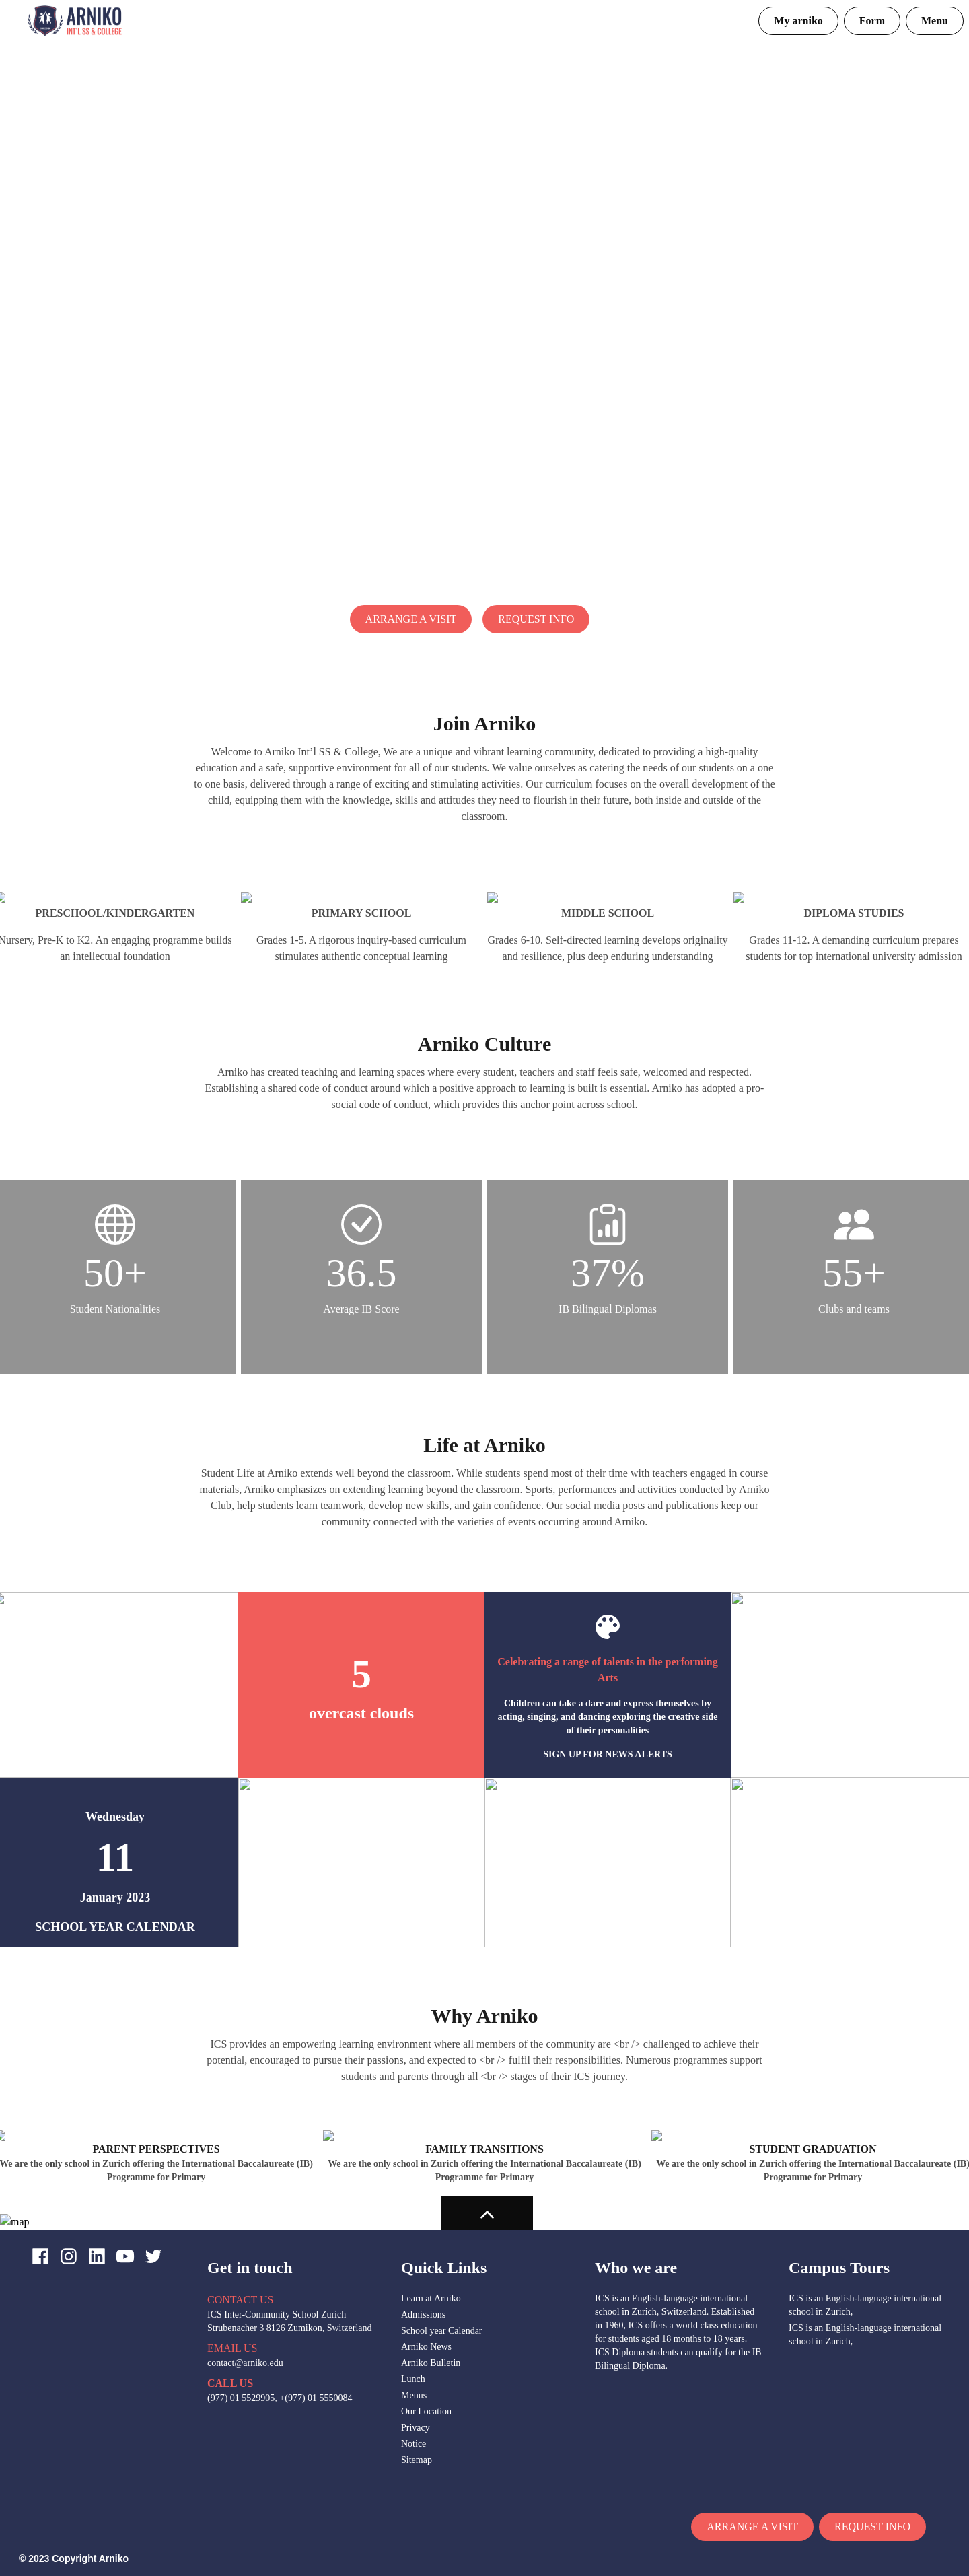 ARNIKO
INT'L SS & COLLEGE
My arniko
Form
Menu
ARRANGE A VISIT
REQUEST INFO
Join Arniko
Welcome to Arniko Int’l SS & College, We are a unique and vibrant learning community, dedicated to providing a high-quality
education and a safe, supportive environment for all of our students. We value ourselves as catering the needs of our students on a one
to one basis, delivered through a range of exciting and stimulating activities. Our curriculum focuses on the overall development of the
child, equipping them with the knowledge, skills and attitudes they need to flourish in their future, both inside and outside of the
classroom.
PRESCHOOL/KINDERGARTEN
Nursery, Pre-K to K2. An engaging programme builds
an intellectual foundation
PRIMARY SCHOOL
Grades 1-5. A rigorous inquiry-based curriculum
stimulates authentic conceptual learning
MIDDLE SCHOOL
Grades 6-10. Self-directed learning develops originality
and resilience, plus deep enduring understanding
DIPLOMA STUDIES
Grades 11-12. A demanding curriculum prepares
students for top international university admission
Arniko Culture
Arniko has created teaching and learning spaces where every student, teachers and staff feels safe, welcomed and respected.
Establishing a shared code of conduct around which a positive approach to learning is built is essential. Arniko has adopted a pro-
social code of conduct, which provides this anchor point across school.
50+
Student Nationalities
36.5
Average IB Score
37%
IB Bilingual Diplomas
55+
Clubs and teams
Life at Arniko
Student Life at Arniko extends well beyond the classroom. While students spend most of their time with teachers engaged in course
materials, Arniko emphasizes on extending learning beyond the classroom. Sports, performances and activities conducted by Arniko
Club, help students learn teamwork, develop new skills, and gain confidence. Our social media posts and publications keep our
community connected with the varieties of events occurring around Arniko.
5
overcast clouds
Celebrating a range of talents in the performing
Arts
Children can take a dare and express themselves by
acting, singing, and dancing exploring the creative side
of their personalities
SIGN UP FOR NEWS ALERTS
Wednesday
11
January 2023
SCHOOL YEAR CALENDAR
Why Arniko
ICS provides an empowering learning environment where all members of the community are <br /> challenged to achieve their
potential, encouraged to pursue their passions, and expected to <br /> fulfil their responsibilities. Numerous programmes support
students and parents through all <br /> stages of their ICS journey.
PARENT PERSPECTIVES
We are the only school in Zurich offering the International Baccalaureate (IB)
Programme for Primary
FAMILY TRANSITIONS
We are the only school in Zurich offering the International Baccalaureate (IB)
Programme for Primary
STUDENT GRADUATION
We are the only school in Zurich offering the International Baccalaureate (IB)
Programme for Primary
map
Get in touch
CONTACT US
ICS Inter-Community School Zurich
Strubenacher 3 8126 Zumikon, Switzerland
EMAIL US
contact@arniko.edu
CALL US
(977) 01 5529905, +(977) 01 5550084
Quick Links
Learn at Arniko
Admissions
School year Calendar
Arniko News
Arniko Bulletin
Lunch
Menus
Our Location
Privacy
Notice
Sitemap
Who we are
ICS is an English-language international
school in Zurich, Switzerland. Established
in 1960, ICS offers a world class education
for students aged 18 months to 18 years.
ICS Diploma students can qualify for the IB
Bilingual Diploma.
Campus Tours
ICS is an English-language international
school in Zurich,
ICS is an English-language international
school in Zurich,
ARRANGE A VISIT
REQUEST INFO
© 2023 Copyright Arniko